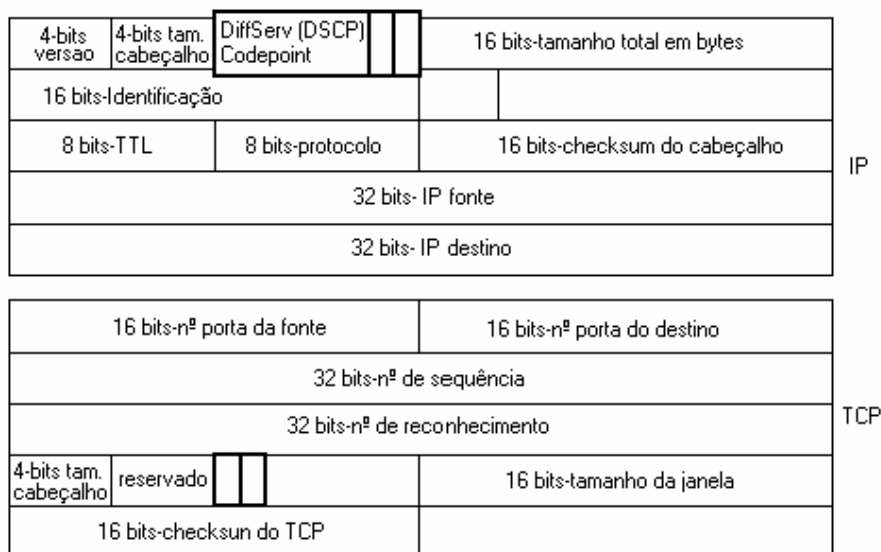 4-bits
versao
4-bits tam.
cabeçalho
DiffServ (DSCP)
Codepoint
16 bits-tamanho total em bytes
16 bits-Identificação
8 bits-TTL
8 bits-protocolo
16 bits-checksum do cabeçalho
IP
32 bits- IP fonte
32 bits- IP destino
16 bits-nº porta da fonte
16 bits-nº porta do destino
32 bits-nº de sequência
32 bits-nº de reconhecimento
TCP
4-bits tam.
cabeçalho
reservado
16 bits-tamanho da janela
16 bits-checksun do TCP